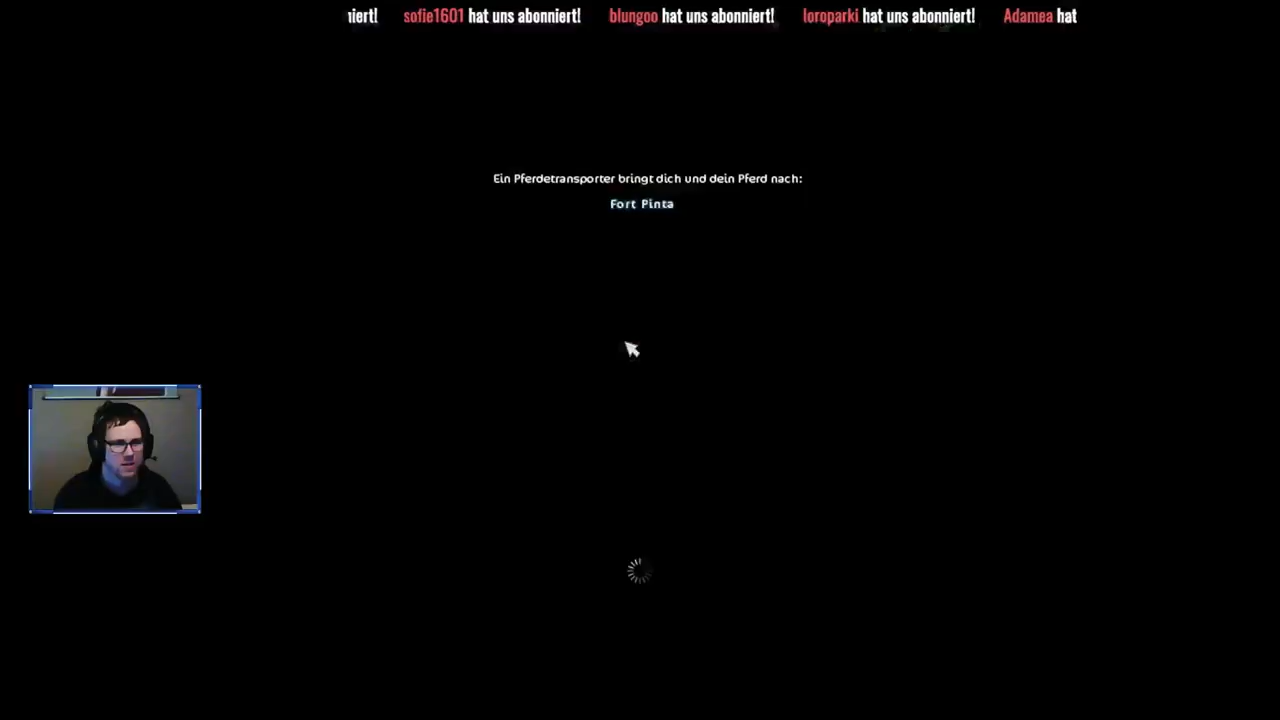 iert! sofie1601 hat uns abonniert! blungoo hat uns abonniert! loroparki hat uns abonniert! Adamea hat
Ein Pferdetransporter bringt dich und dein Pferd nach:
Fort Pinta